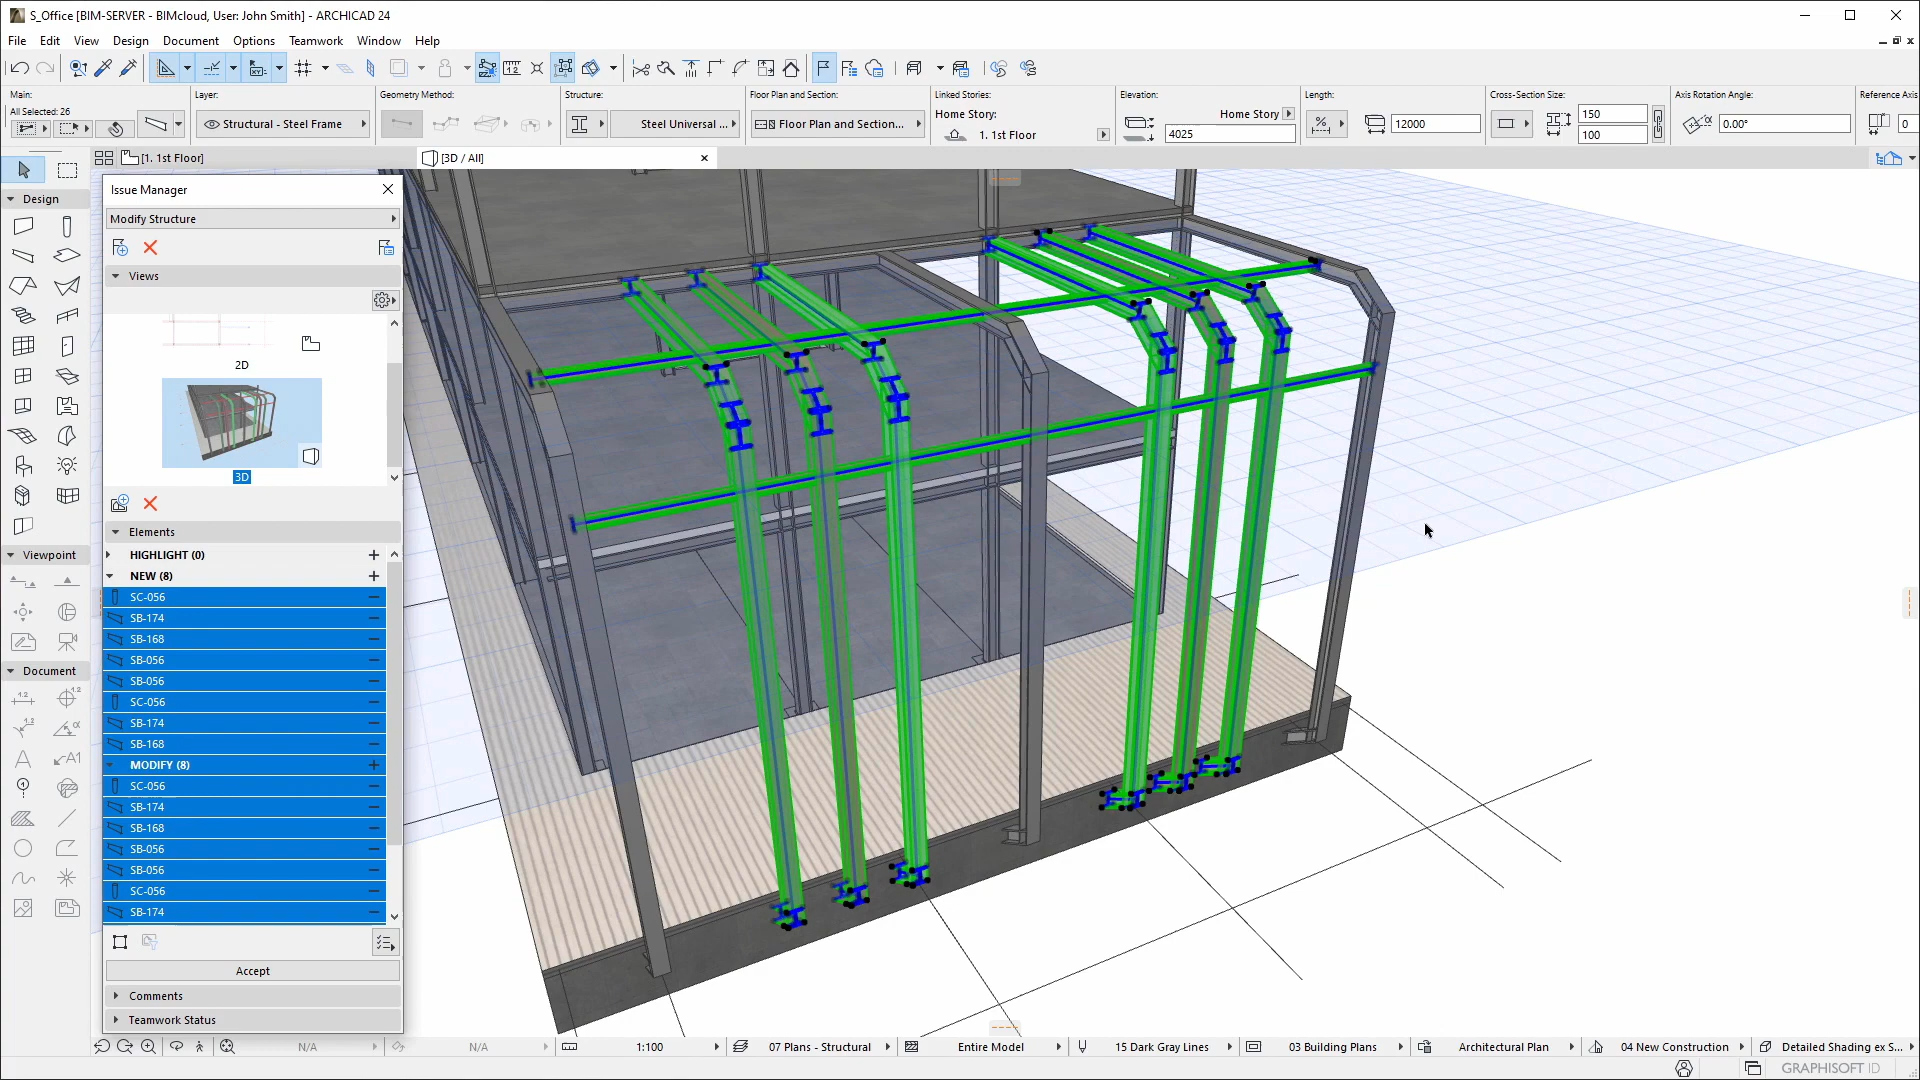 S_Office [BIM-SERVER - BIMcloud, User: John Smith] - ARCHICAD 24
File Edit View Design Document Options Teamwork Window Help
Main: Layer: Geometry Method: Structure: Floor Plan and Section: Linked Stories: Elevation: Length: Cross-Section Size: Axis Rotation Angle: Reference Axis
All Selected: 26
Home Story: Home Story 150
Structural - Steel Frame Steel Universal ... Floor Plan and Section... 12000 0.00° 0
1. 1st Floor 4025 100
[1. 1st Floor] [3D / All]
Issue Manager
Design
Modify Structure
Views
2D
3D
Elements
Viewpoint
HIGHLIGHT (0)
NEW (8)
SC-056
SB-174
SB-168
SB-056
SB-056
Document
SC-056
SB-174
SB-168
MODIFY (8)
SC-056
SB-174
SB-168
SB-056
SB-056
SC-056
SB-174
Accept
Comments
Teamwork Status
N/A N/A 1:100 07 Plans - Structural Entire Model 15 Dark Gray Lines 03 Building Plans Architectural Plan 04 New Construction Detailed Shading ex S...
GRAPHISOFT ID